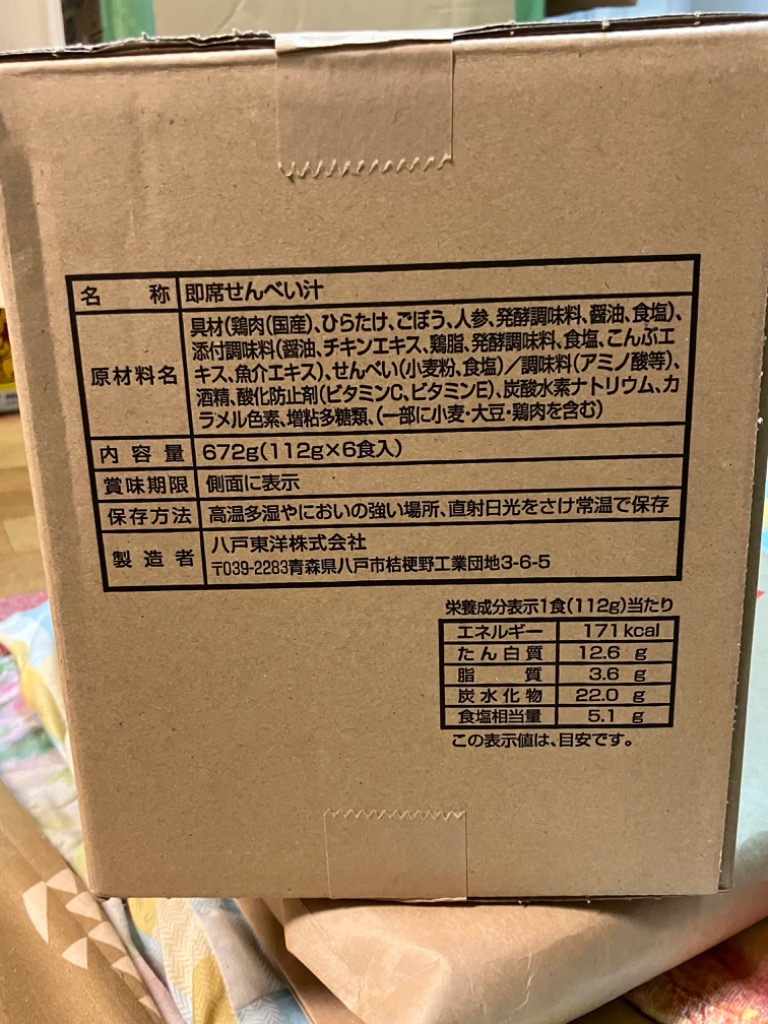 名称 即席せんべい汁
原材料名 具材(鶏肉(国産)、ひらたけ、ごぼう、人参、発酵調味料、醤油、食塩)、
添付調味料(醤油、チキンエキス、鶏脂、発酵調味料、食塩、こんぶエ
キス、魚介エキス)、せんべい(小麦粉、食塩)／調味料(アミノ酸等)、
酒精、酸化防止剤(ビタミンC、ビタミンE)、炭酸水素ナトリウム、カ
ラメル色素、増粘多糖類、(一部に小麦・大豆・鶏肉を含む)
内容量 672g(112g×6食入)
賞味期限 側面に表示
保存方法 高温多湿やにおいの強い場所、直射日光をさけ常温で保存
製造者 八戸東洋株式会社
〒039-2283青森県八戸市桔梗野工業団地3-6-5
栄養成分表示1食(112g)当たり
エネルギー 171kcal
たん白質 12.6 g
脂質 3.6 g
炭水化物 22.0 g
食塩相当量 5.1 g
この表示値は、目安です。